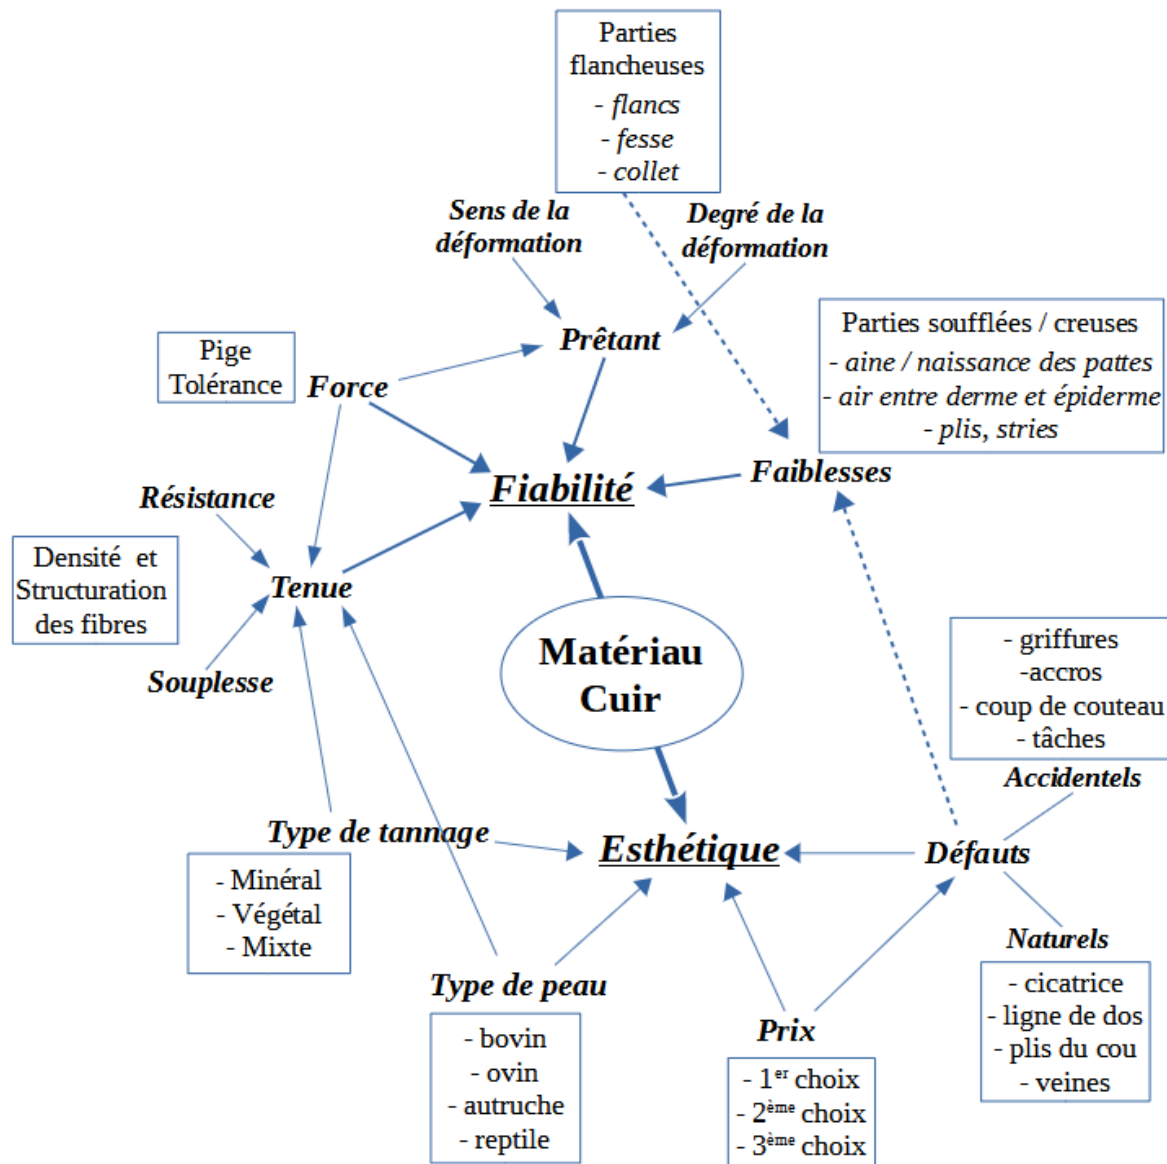 Parties
flancheuses
- flancs
- fesse
- collet
Sens de la
déformation
Degré de la
déformation
Prêtant
Parties soufflées / creuses
- aine / naissance des pattes
- air entre derme et épiderme
- plis, stries
Pige
Tolérance
Force
Fiabilité
Faiblesses
Résistance
Densité et
Structuration
des fibres
Tenue
Souplesse
Matériau
Cuir
- griffures
-accros
- coup de couteau
- tâches
Accidentels
Type de tannage
- Minéral
- Végétal
- Mixte
Esthétique
Défauts
Naturels
- cicatrice
- ligne de dos
- plis du cou
- veines
Type de peau
- bovin
- ovin
- autruche
- reptile
Prix
- 1er choix
- 2ème choix
- 3ème choix